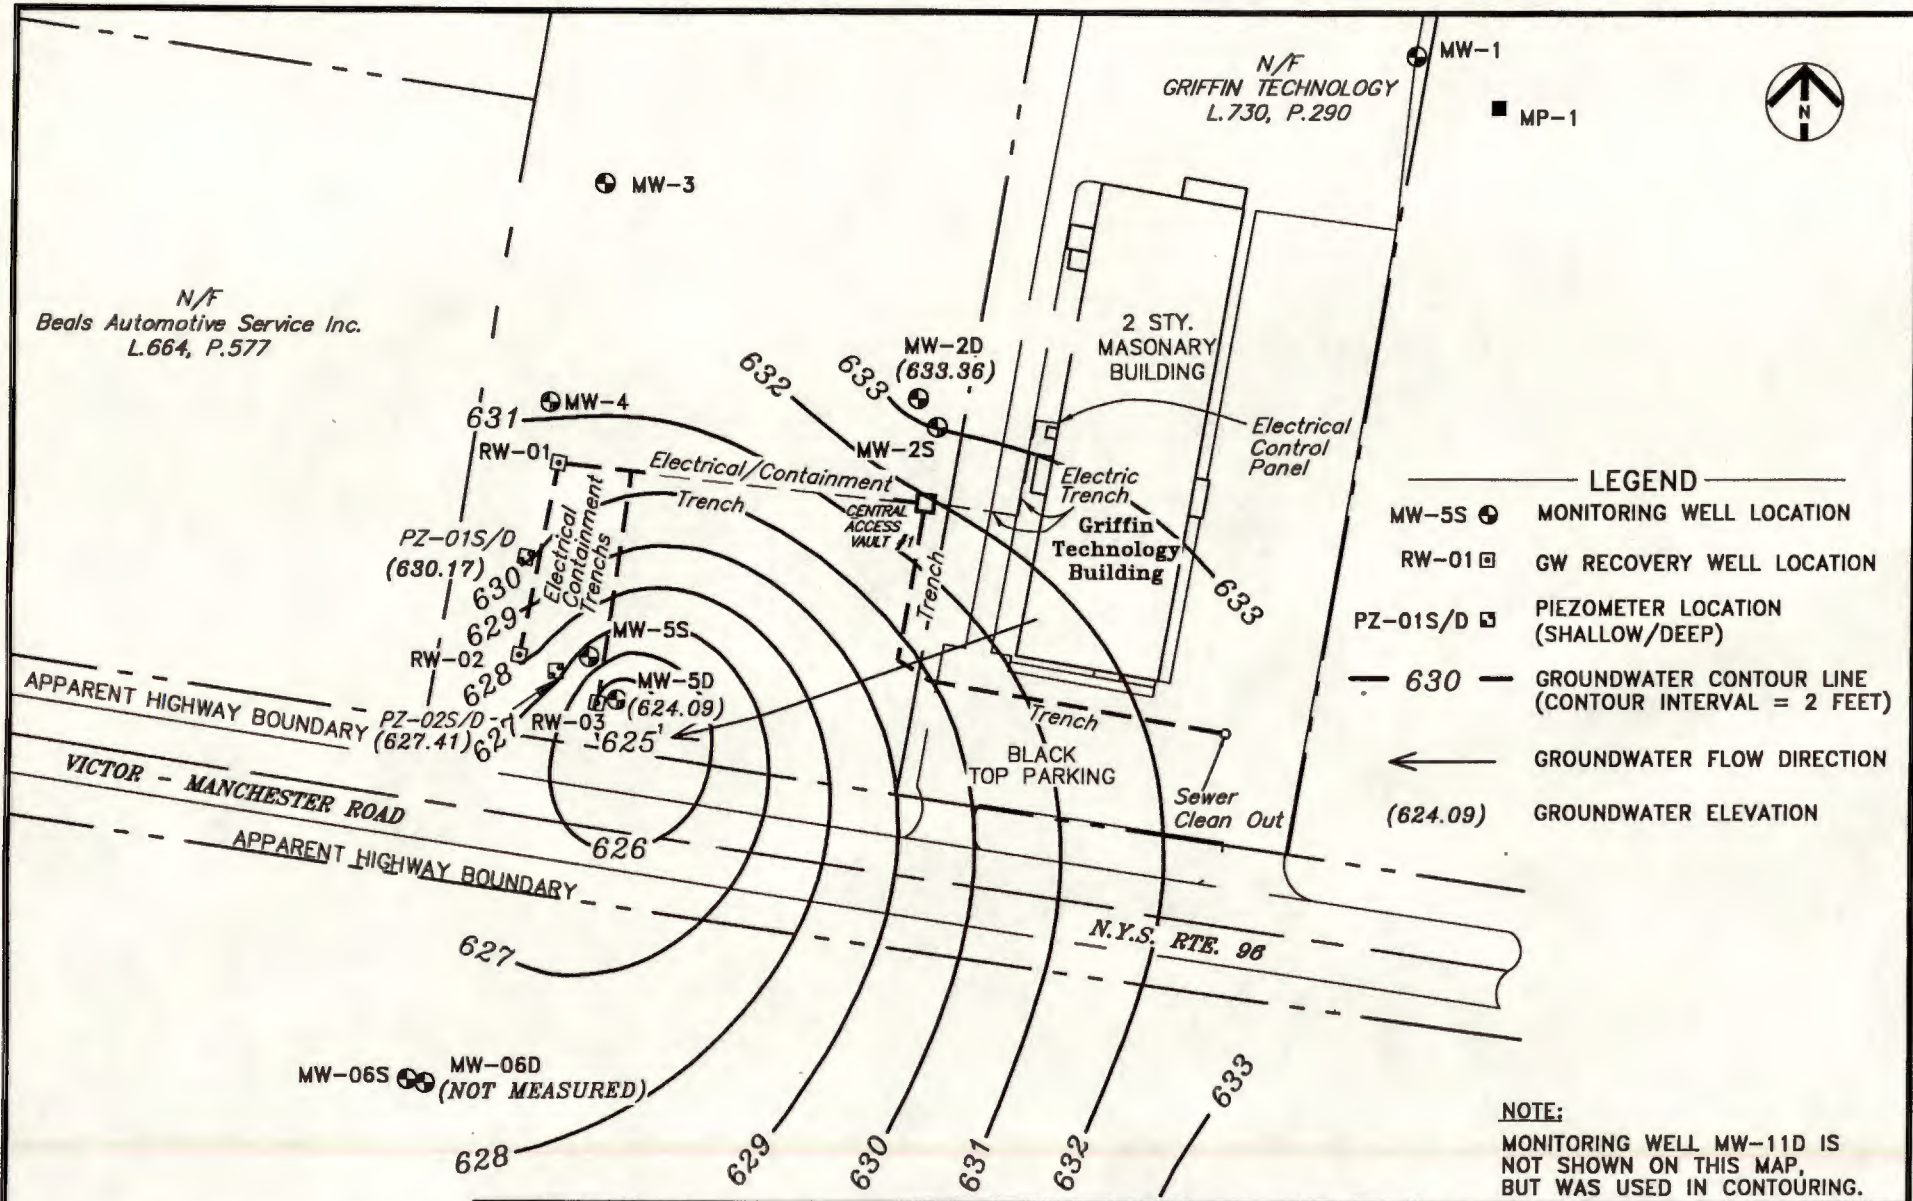 N/F
GRIFFIN TECHNOLOGY
L.730, P.290
MW-1
MP-1
N
MW-3
N/F
Beals Automotive Service Inc.
L.664, P.577
2 STY.
MASONARY
BUILDING
MW-2D
(633.36)
632
633
MW-4
631
MW-2S
Electrical
Control
Panel
RW-01
Electrical/Containment
Trench
Electric
Trench
CENTRAL
ACCESS
VAULT #1
Griffin
Technology
Building
Electrical
Containment
Trenchs
PZ-01S/D
(630.17)
630
629
Trench
633
MW-5S
RW-02
628
MW-5D
(624.09)
APPARENT HIGHWAY BOUNDARY
PZ-02S/D
(627.41)
627
RW-03
625
Trench
BLACK
TOP PARKING
Sewer
Clean Out
VICTOR - MANCHESTER ROAD
626
APPARENT HIGHWAY BOUNDARY
627
N.Y.S. RTE. 96
MW-06S
MW-06D
(NOT MEASURED)
628
629
630
631
632
633
LEGEND
MW-5S MONITORING WELL LOCATION
RW-01 GW RECOVERY WELL LOCATION
PZ-01S/D PIEZOMETER LOCATION
(SHALLOW/DEEP)
630 GROUNDWATER CONTOUR LINE
(CONTOUR INTERVAL = 2 FEET)
GROUNDWATER FLOW DIRECTION
(624.09) GROUNDWATER ELEVATION
NOTE:
MONITORING WELL MW-11D IS
NOT SHOWN ON THIS MAP,
BUT WAS USED IN CONTOURING.